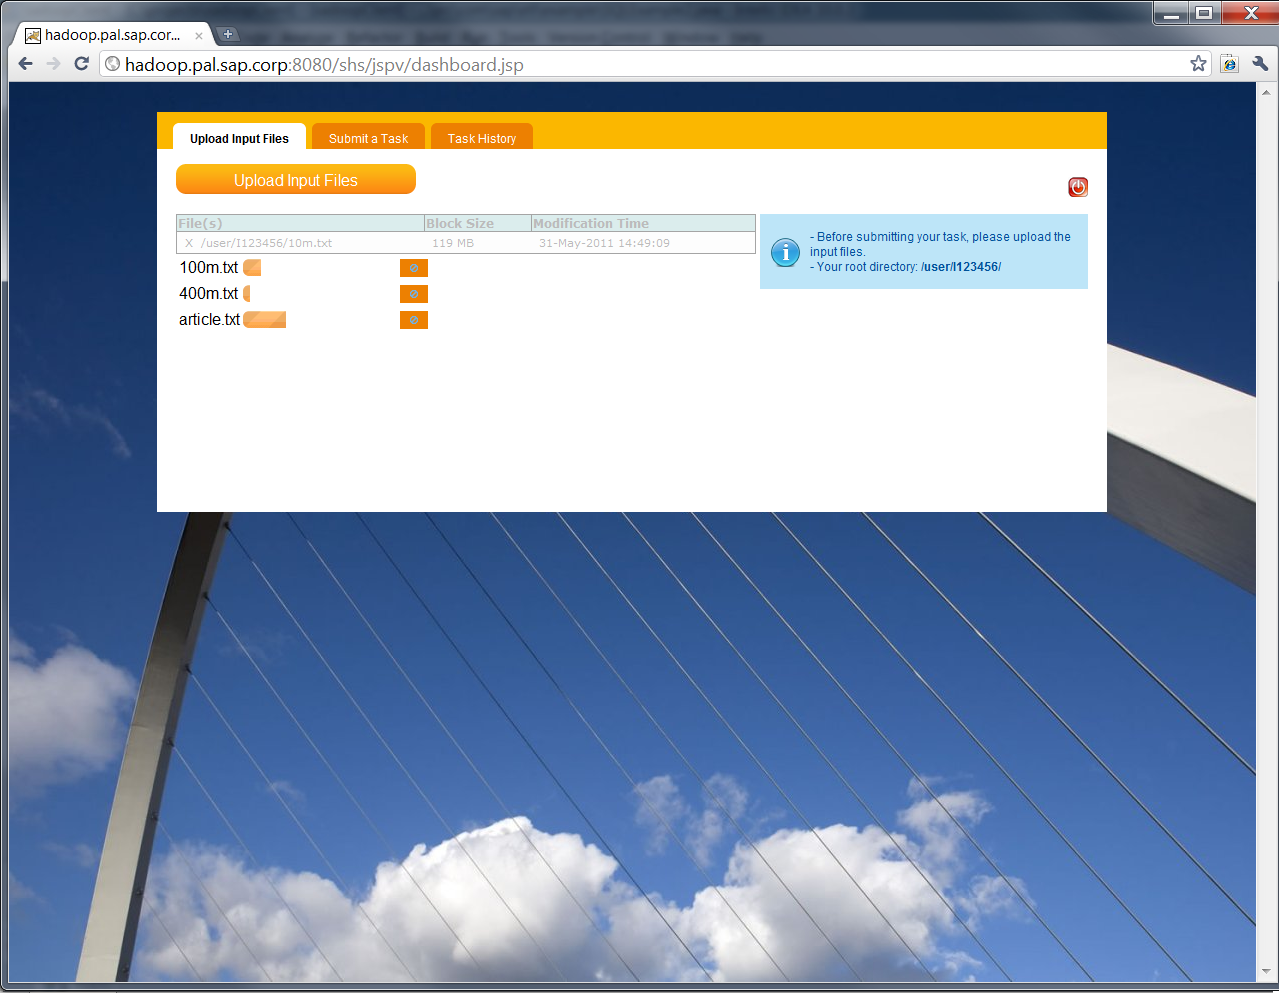 hadoop.pal.sap.cor...
hadoop.pal.sap.corp:8080/shs/jspv/dashboard.jsp
Upload Input Files Submit a Task Task History
Upload Input Files
File(s) Block Size Modification Time
X /user/I123456/10m.txt 119 MB 31-May-2011 14:49:09
- Before submitting your task, please upload the
input files.
- Your root directory: /user/I123456/
100m.txt
400m.txt
article.txt